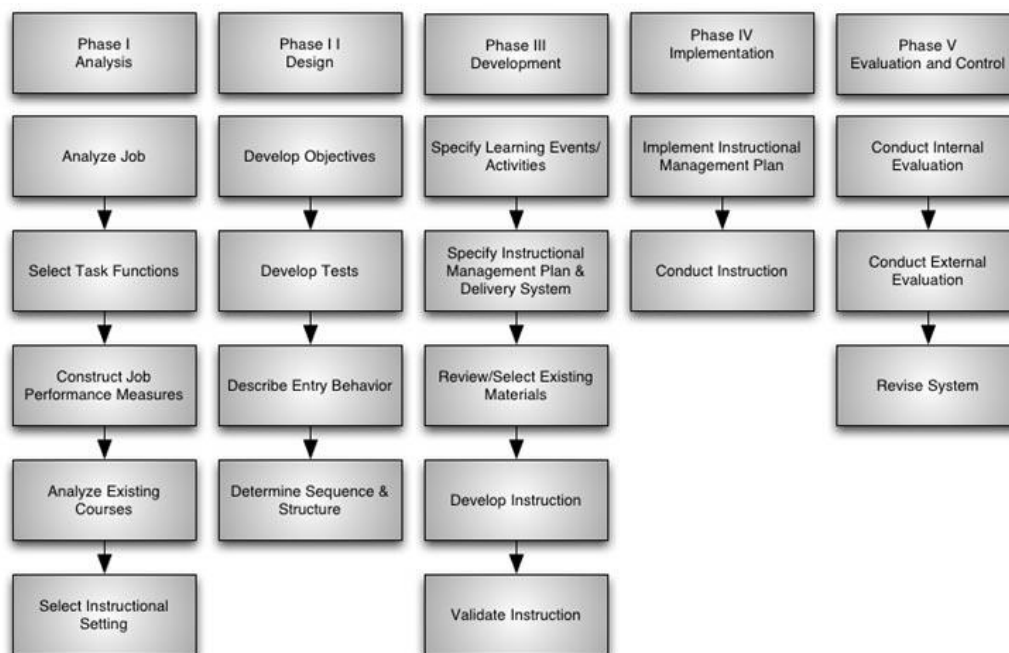 Phase I
Analysis
Phase I I
Design
Phase III
Development
Phase IV
Implementation
Phase V
Evaluation and Control
Analyze Job
Develop Objectives
Specify Learning Events/
Activities
Implement Instructional
Management Plan
Conduct Internal
Evaluation
Select Task Functions
Develop Tests
Specify Instructional
Management Plan &
Delivery System
Conduct Instruction
Conduct External
Evaluation
Construct Job
Performance Measures
Describe Entry Behavior
Review/Select Existing
Materials
Revise System
Analyze Existing
Courses
Determine Sequence &
Structure
Develop Instruction
Select Instructional
Setting
Validate Instruction